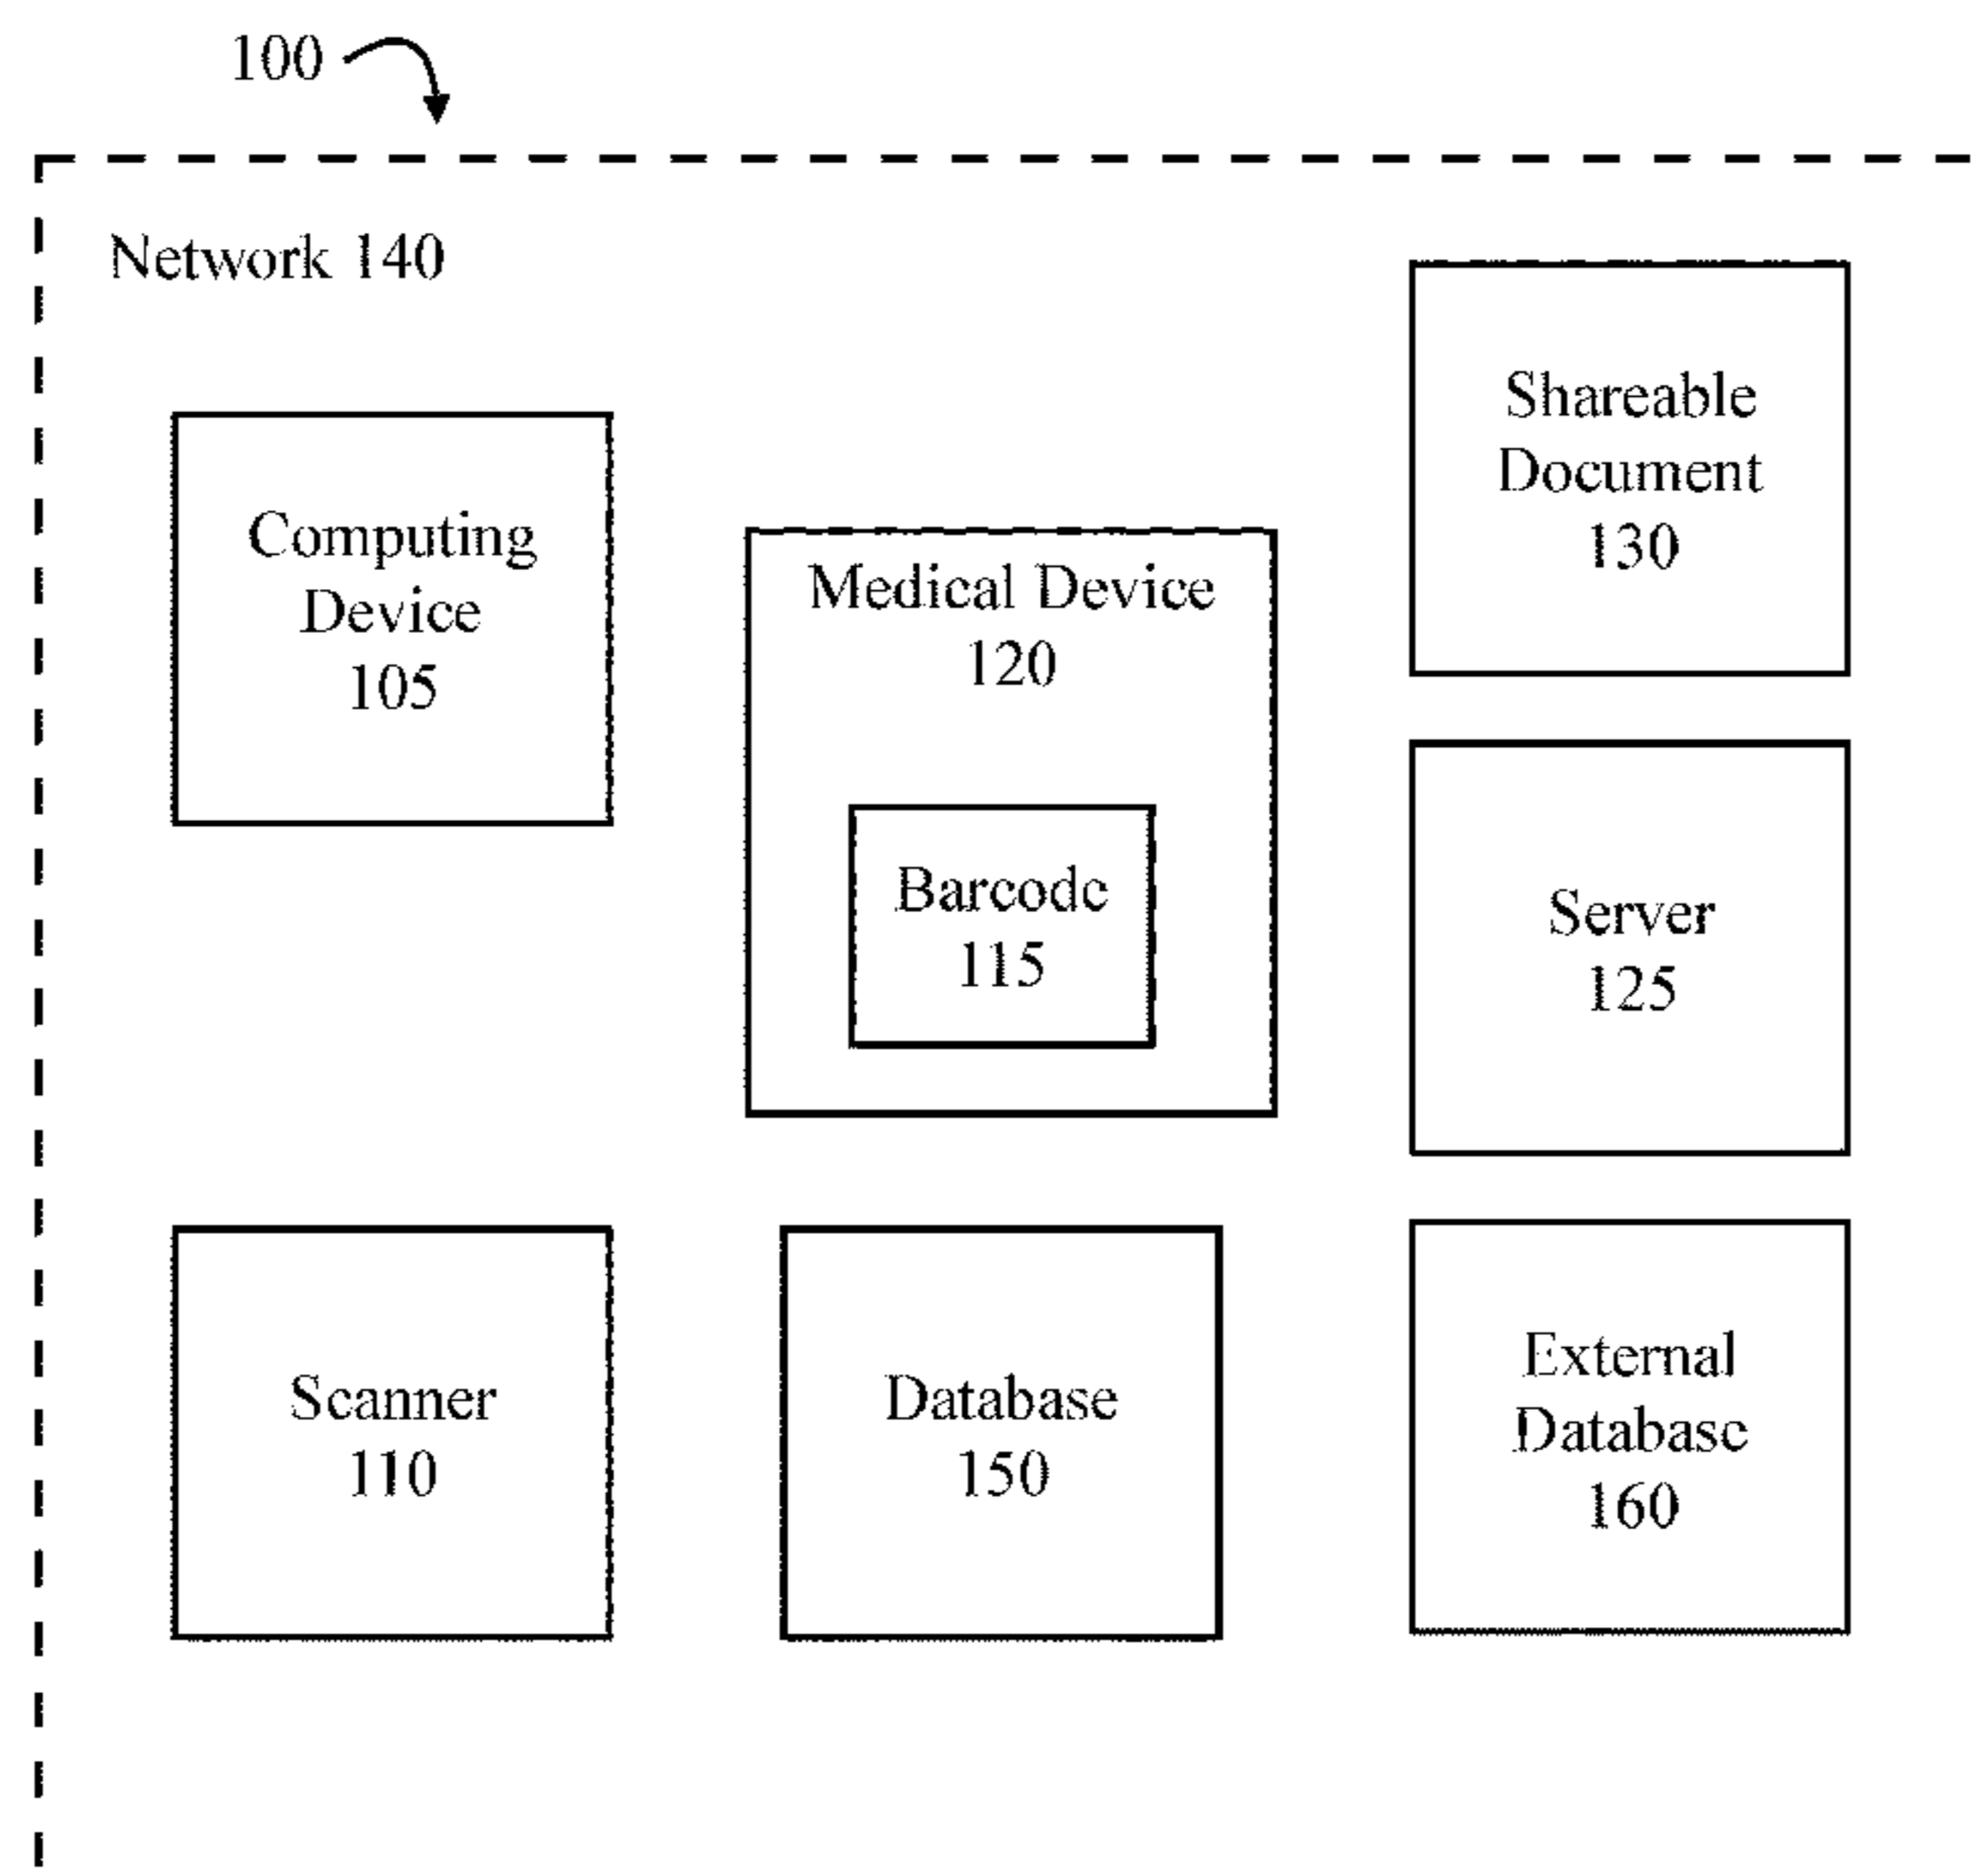 100
Network 140
Shareable
Document
130
Computing
Device
105
Medical Device
120
Barcode
115
Server
125
Scanner
110
Database
150
External
Database
160